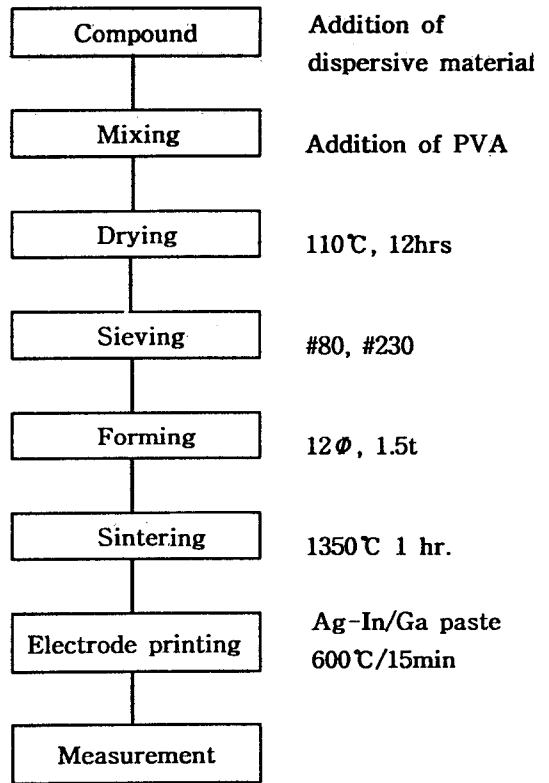 Compound
Addition of
dispersive material
Mixing
Addition of PVA
Drying
110℃, 12hrs
Sieving
#80, #230
Forming
12Φ, 1.5t
Sintering
1350℃ 1 hr.
Electrode printing
Ag-In/Ga paste
600℃/15min
Measurement